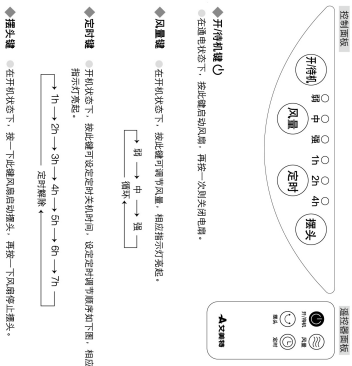 控制面板
遥控器面板
开/待机
风量
定时
摆头
弱 中 强 1h 2h 4h
开/待机 风量
摆头 定时
艾美特
◆开/待机键
在通电状态下，按此键启动风扇，再按一次则关闭电扇。
◆风量键
在开机状态下，按此键可调节风量，相应指示灯亮起。
弱 → 中 → 强
循环
◆定时键
开机状态下，按此键可设定定时关机时间，设定定时调节顺序如下图，相应
指示灯亮起。
1h → 2h → 3h → 4h → 5h → 6h → 7h
定时解除
◆摆头键
在开机状态下，按一下此键风扇启动摆头，再按一下风扇停止摆头。